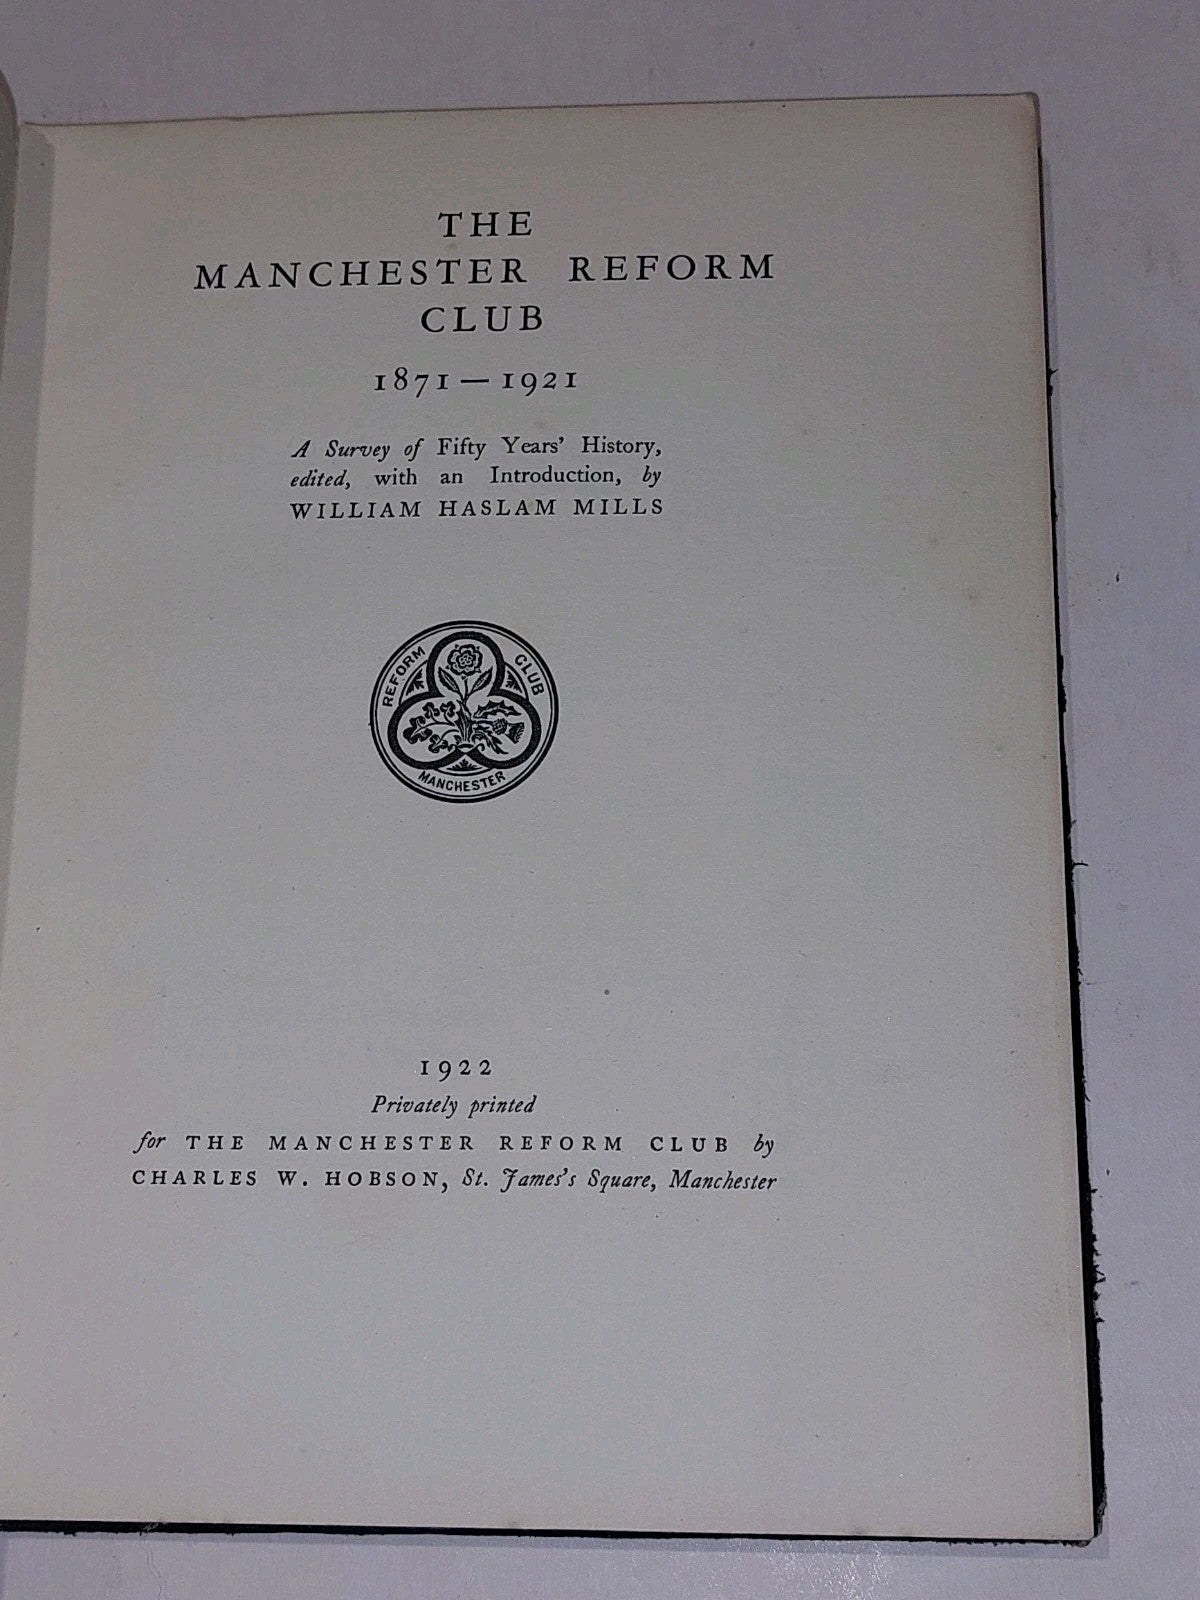 THE
MANCHESTER REFORM
CLUB
1871—1921
A Survey of Fifty Years' History,
edited, with an Introduction, by
WILLIAM HASLAM MILLS
REFORM CLUB
MANCHESTER
1922
Privately printed
for THE MANCHESTER REFORM CLUB by
CHARLES W. HOBSON, St. James's Square, Manchester